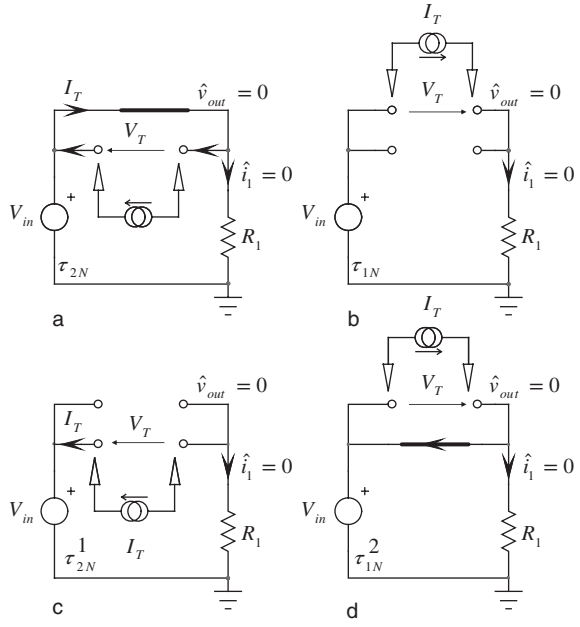 I_T
v̂_out = 0
V_T
î_1 = 0
+
V_in
R_1
τ_2N
a
I_T
V_T
v̂_out = 0
î_1 = 0
+
V_in
R_1
τ_1N
b
v̂_out = 0
I_T
V_T
î_1 = 0
+
V_in
I_T
R_1
τ^1_2N
c
I_T
V_T
v̂_out = 0
î_1 = 0
+
V_in
R_1
τ^2_1N
d